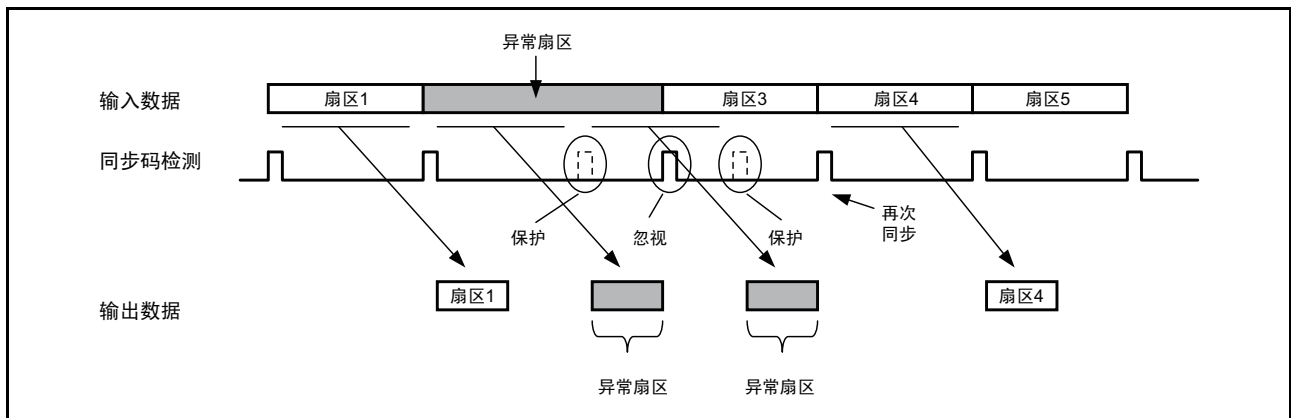 异常扇区
输入数据
扇区1
扇区3
扇区4
扇区5
同步码检测
保护
忽视
保护
再次
同步
输出数据
扇区1
扇区4
异常扇区
异常扇区